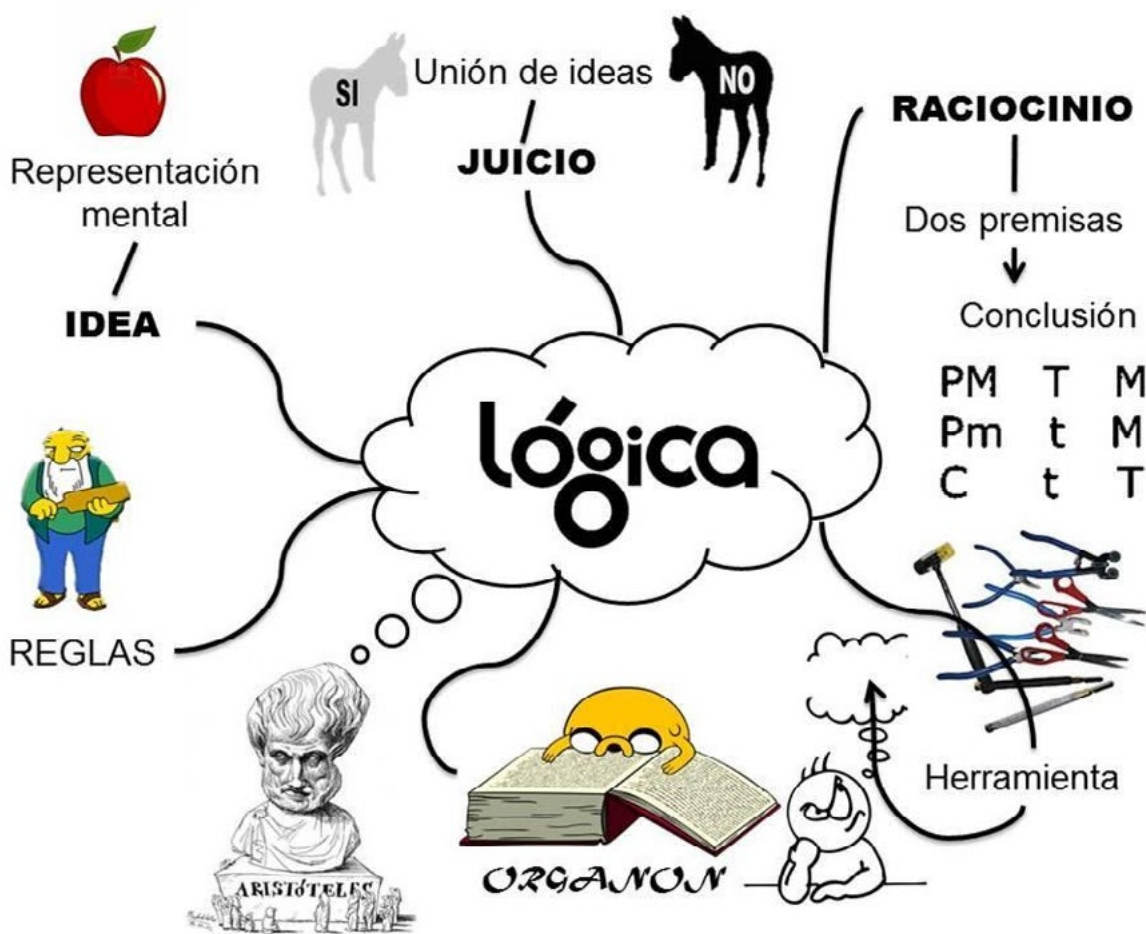 SI
Unión de ideas
NO
JUICIO
RACIOCINIO
Dos premisas
Conclusión
PM T M
Pm t M
C t T
Representación
mental
IDEA
lógica
REGLAS
ARISTÓTELES
ORGANON
Herramienta